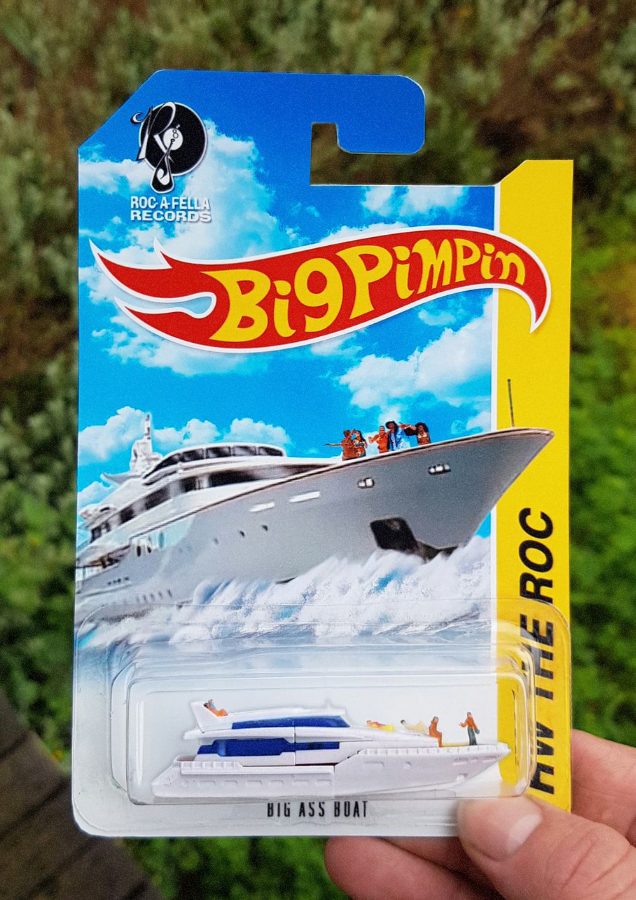 R
ROC-A-FELLA
RECORDS
BigPiMPin
HW THE ROC
BIG ASS BOAT